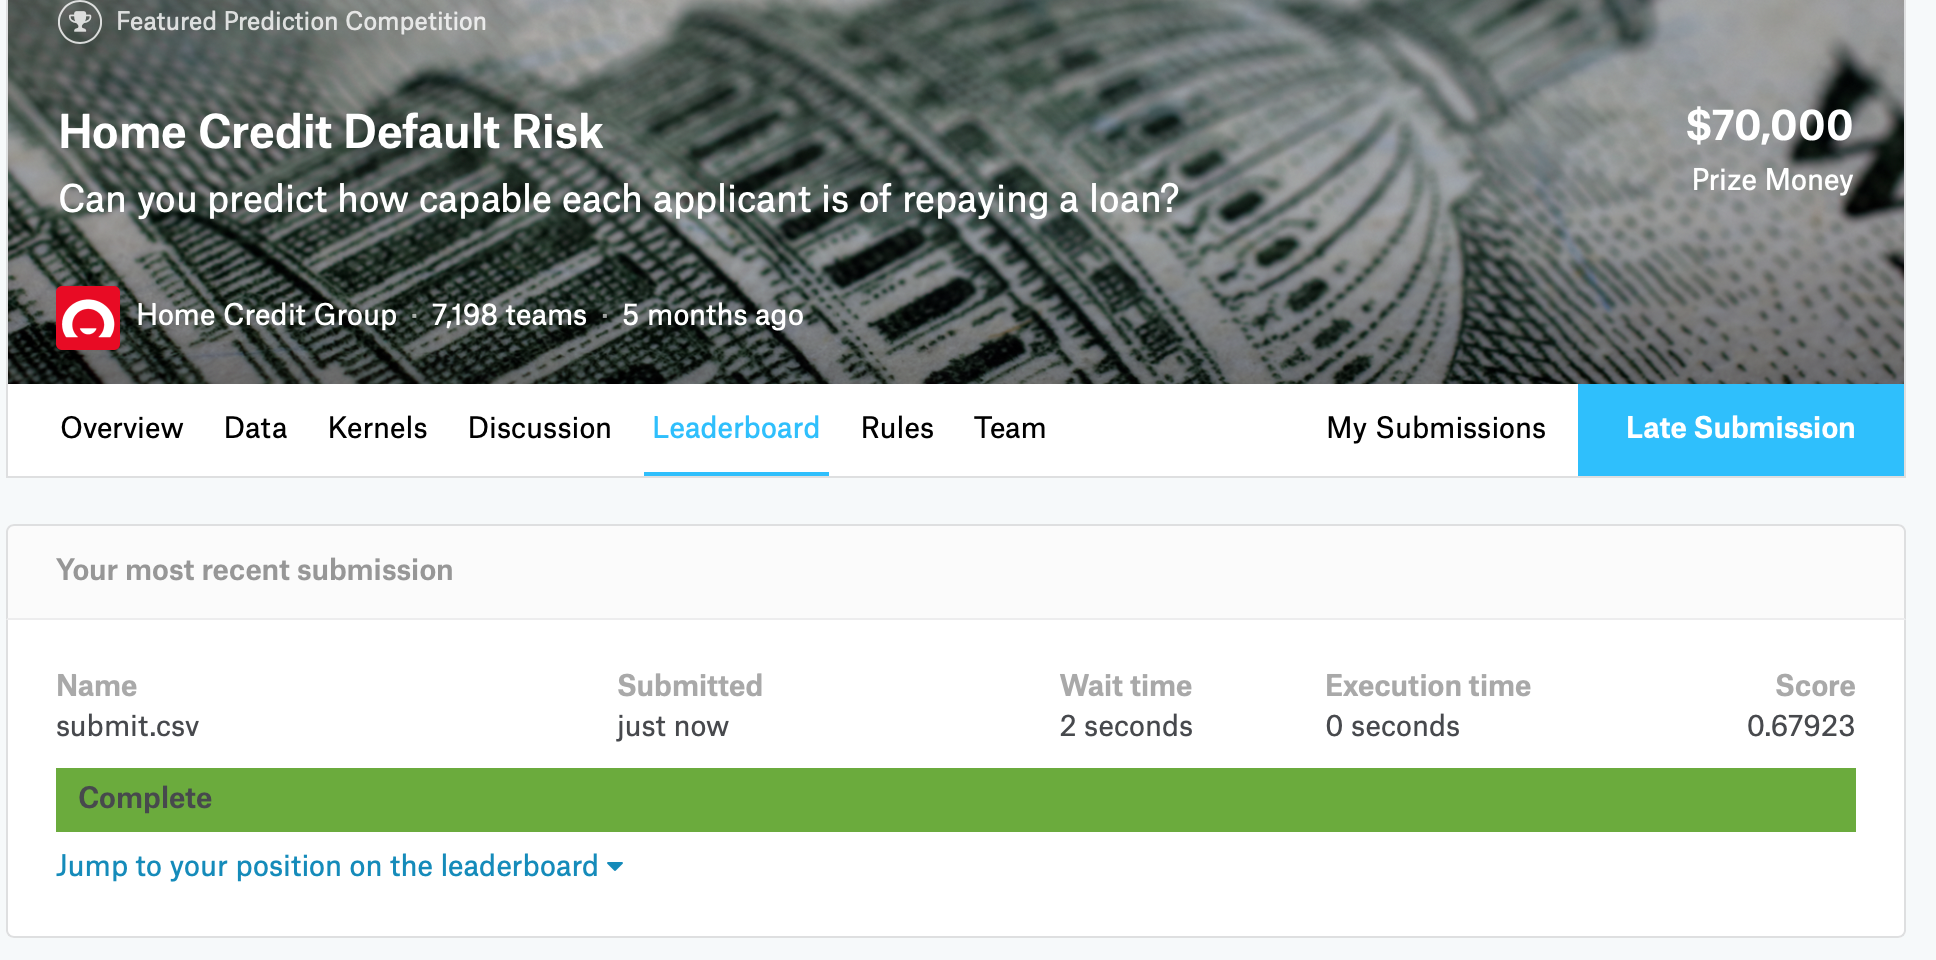 Featured Prediction Competition
Home Credit Default Risk
$70,000
Can you predict how capable each applicant is of repaying a loan?
Prize Money
Home Credit Group · 7,198 teams · 5 months ago
Overview Data Kernels Discussion Leaderboard Rules Team My Submissions Late Submission
Your most recent submission
Name Submitted Wait time Execution time Score
submit.csv just now 2 seconds 0 seconds 0.67923
Complete
Jump to your position on the leaderboard